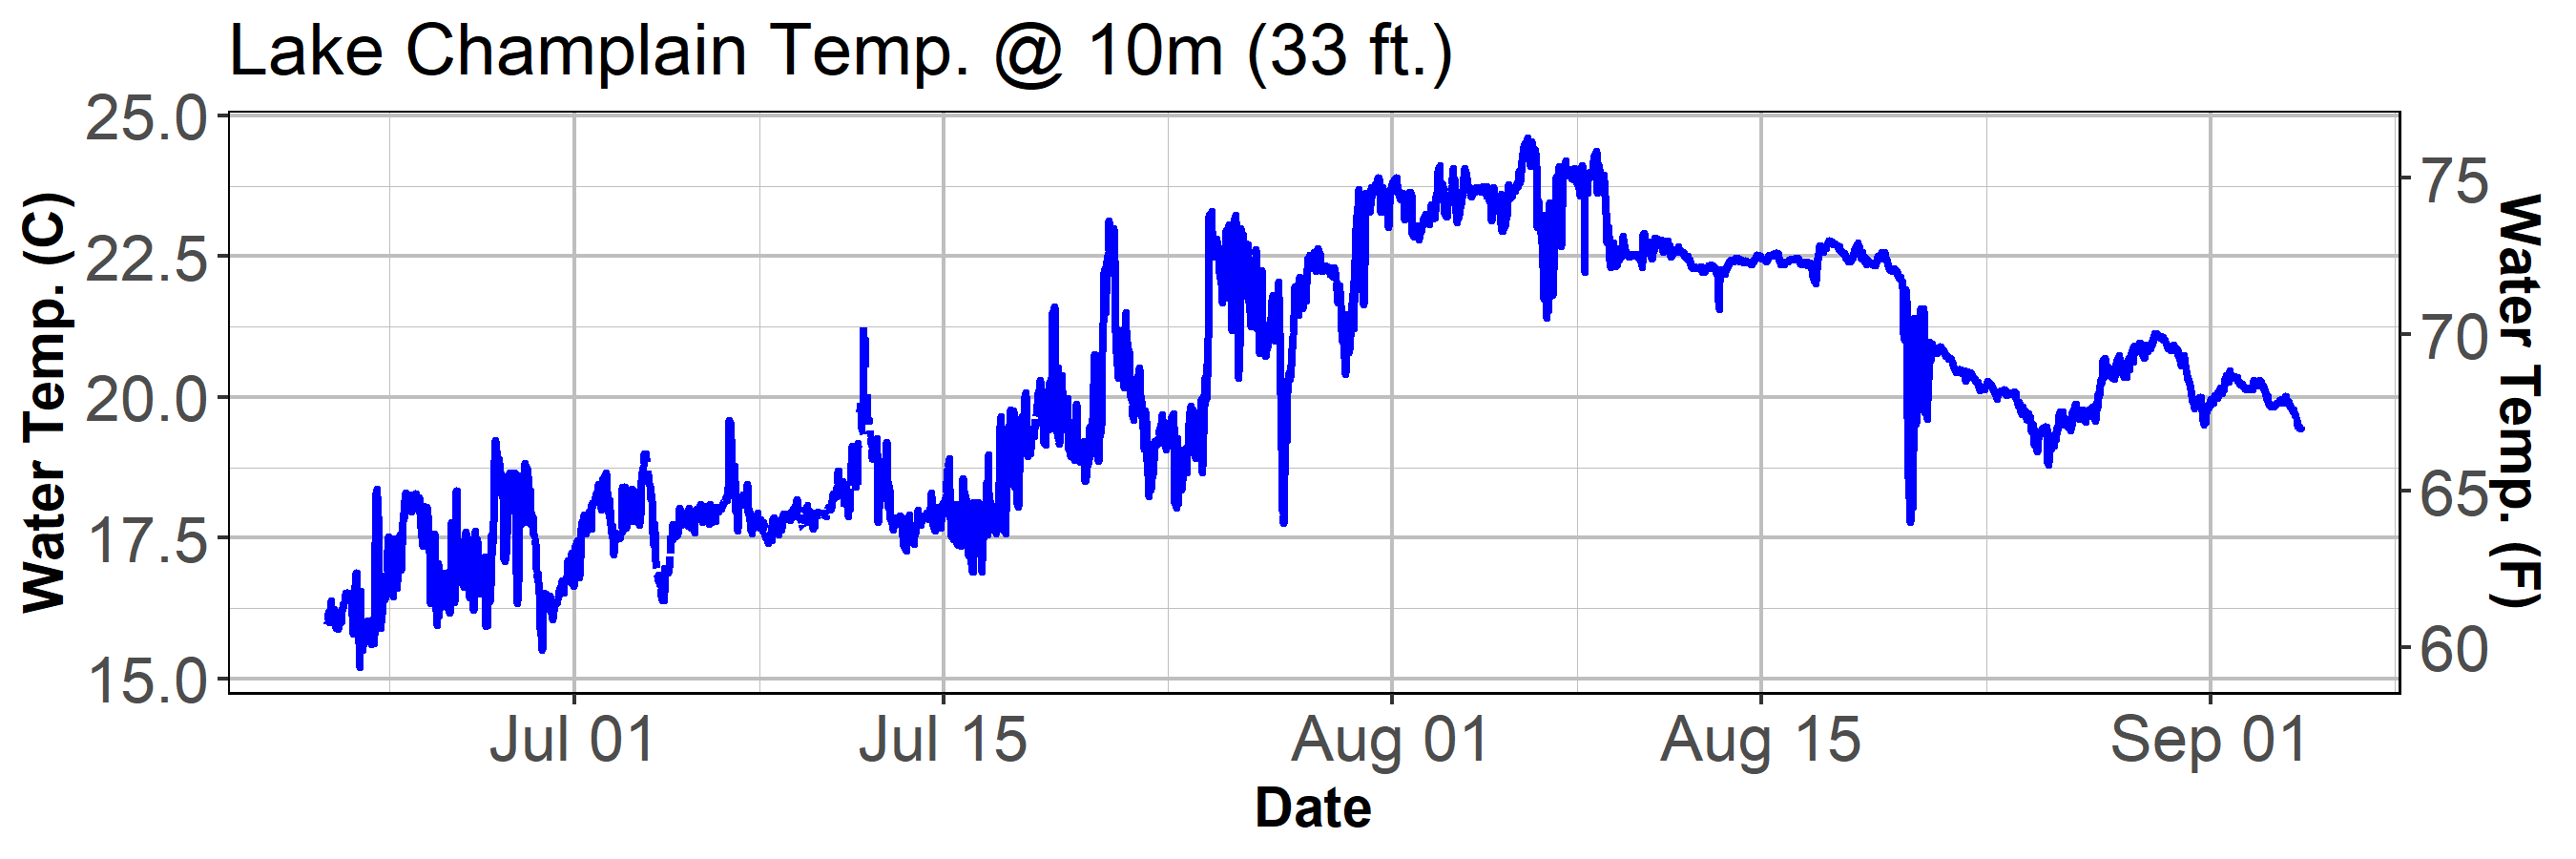 Lake Champlain Temp. @ 10m (33 ft.)
Water Temp. (C)
25.0
22.5
20.0
17.5
15.0
75
70
65
60
Water Temp. (F)
Jul 01 Jul 15 Aug 01 Aug 15 Sep 01
Date